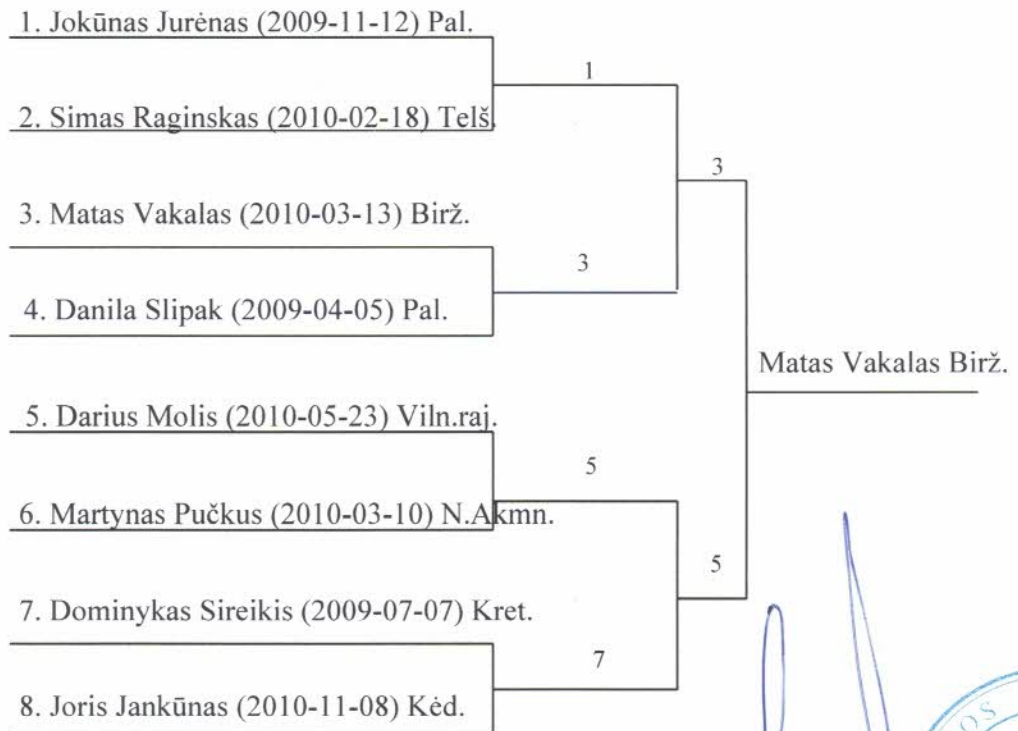 1. Jokūnas Jurėnas (2009-11-12) Pal.
1
2. Simas Raginskas (2010-02-18) Telš.
3
3. Matas Vakalas (2010-03-13) Birž.
3
4. Danila Slipak (2009-04-05) Pal.
Matas Vakalas Birž.
5. Darius Molis (2010-05-23) Viln.raj.
5
6. Martynas Pučkus (2010-03-10) N.Akmn.
5
7. Dominykas Sireikis (2009-07-07) Kret.
7
8. Joris Jankūnas (2010-11-08) Kėd.
OS